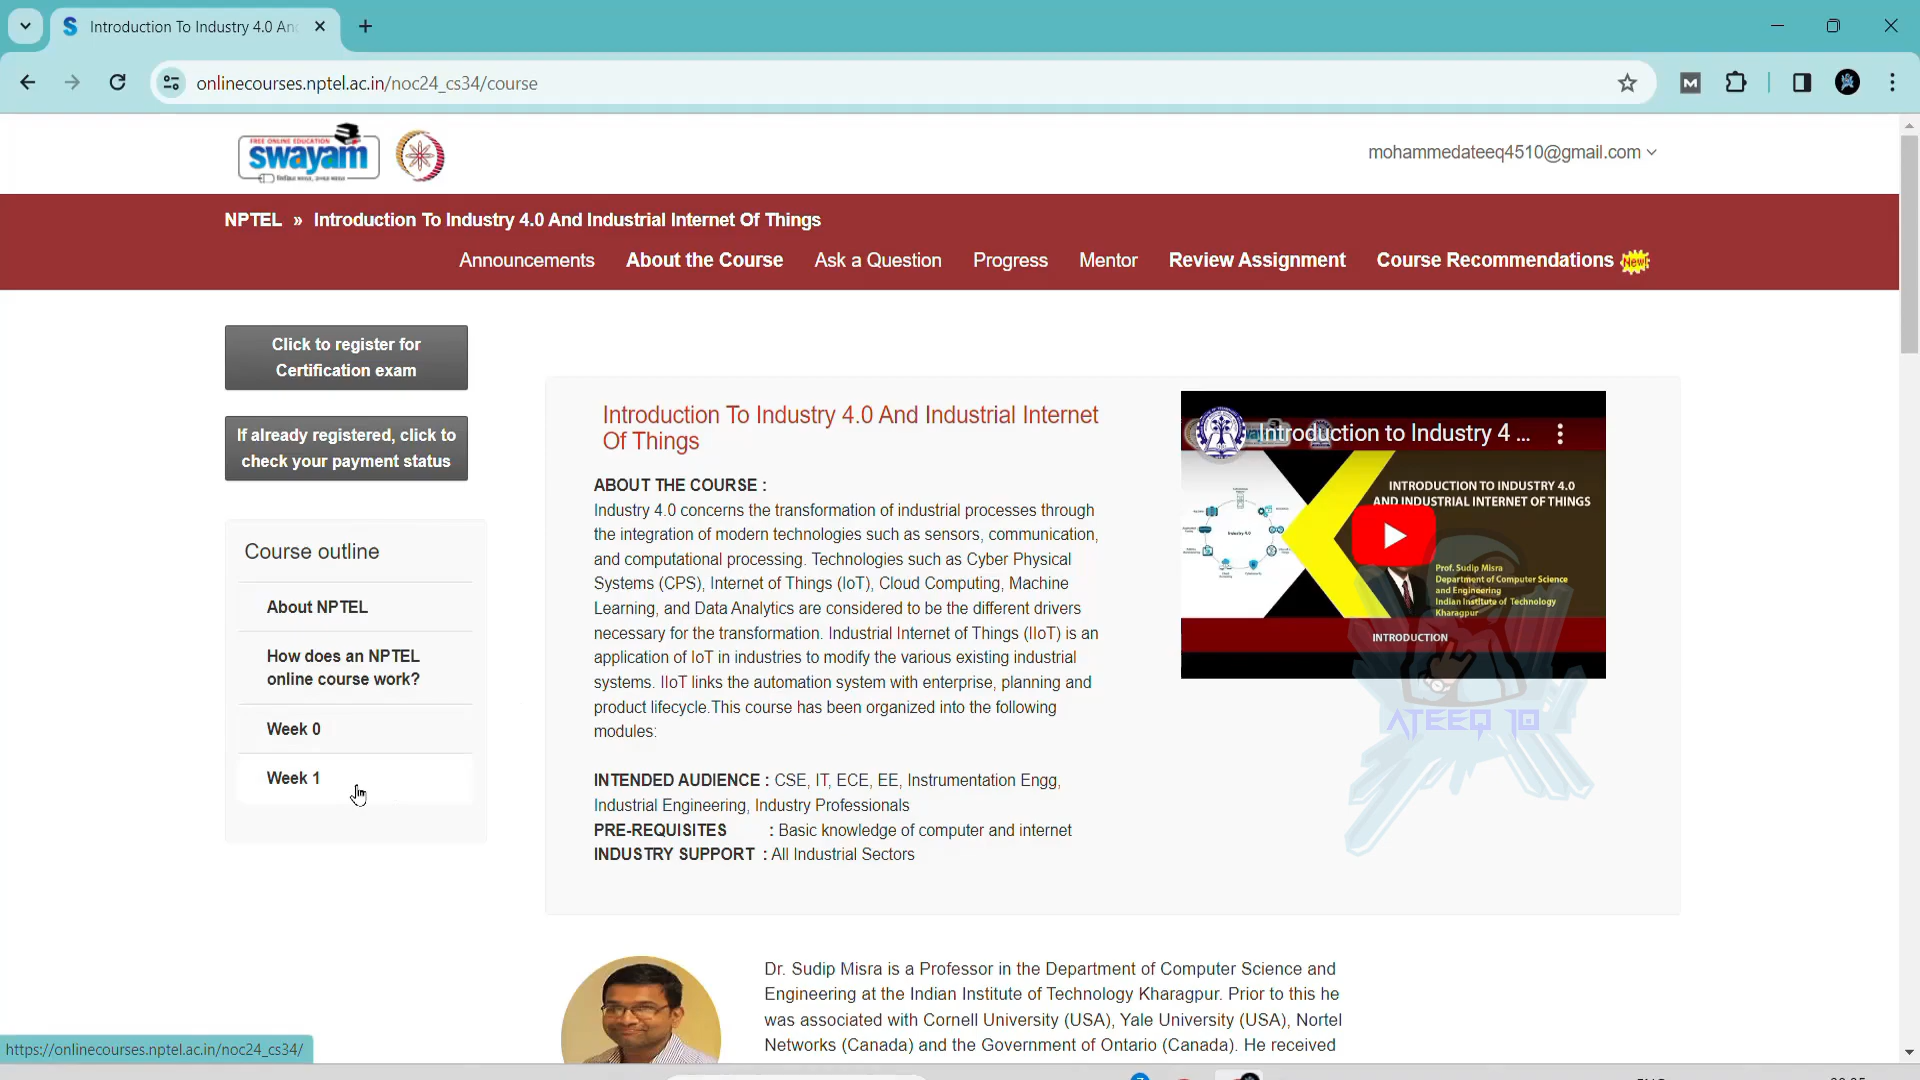 Introduction To Industry 4.0 An
onlinecourses.nptel.ac.in/noc24_cs34/course
FREE ONLINE EDUCATION
swayam
mohammedateeq4510@gmail.com
NPTEL » Introduction To Industry 4.0 And Industrial Internet Of Things
Announcements About the Course Ask a Question Progress Mentor Review Assignment Course Recommendations New!
Click to register for
Certification exam
If already registered, click to
check your payment status
Course outline
About NPTEL
How does an NPTEL
online course work?
Week 0
Week 1
Introduction To Industry 4.0 And Industrial Internet
Of Things
ABOUT THE COURSE :
Industry 4.0 concerns the transformation of industrial processes through
the integration of modern technologies such as sensors, communication,
and computational processing. Technologies such as Cyber Physical
Systems (CPS), Internet of Things (IoT), Cloud Computing, Machine
Learning, and Data Analytics are considered to be the different drivers
necessary for the transformation. Industrial Internet of Things (IIoT) is an
application of IoT in industries to modify the various existing industrial
systems. IIoT links the automation system with enterprise, planning and
product lifecycle.This course has been organized into the following
modules:
INTENDED AUDIENCE : CSE, IT, ECE, EE, Instrumentation Engg,
Industrial Engineering, Industry Professionals
PRE-REQUISITES : Basic knowledge of computer and internet
INDUSTRY SUPPORT : All Industrial Sectors
Introduction to Industry 4 ...
INTRODUCTION TO INDUSTRY 4.0
AND INDUSTRIAL INTERNET OF THINGS
Industry 4.0
Prof. Sudip Misra
Department of Computer Science
and Engineering
Indian Institute of Technology
Kharagpur
INTRODUCTION
ATEEQ 10
Dr. Sudip Misra is a Professor in the Department of Computer Science and
Engineering at the Indian Institute of Technology Kharagpur. Prior to this he
was associated with Cornell University (USA), Yale University (USA), Nortel
Networks (Canada) and the Government of Ontario (Canada). He received
https://onlinecourses.nptel.ac.in/noc24_cs34/